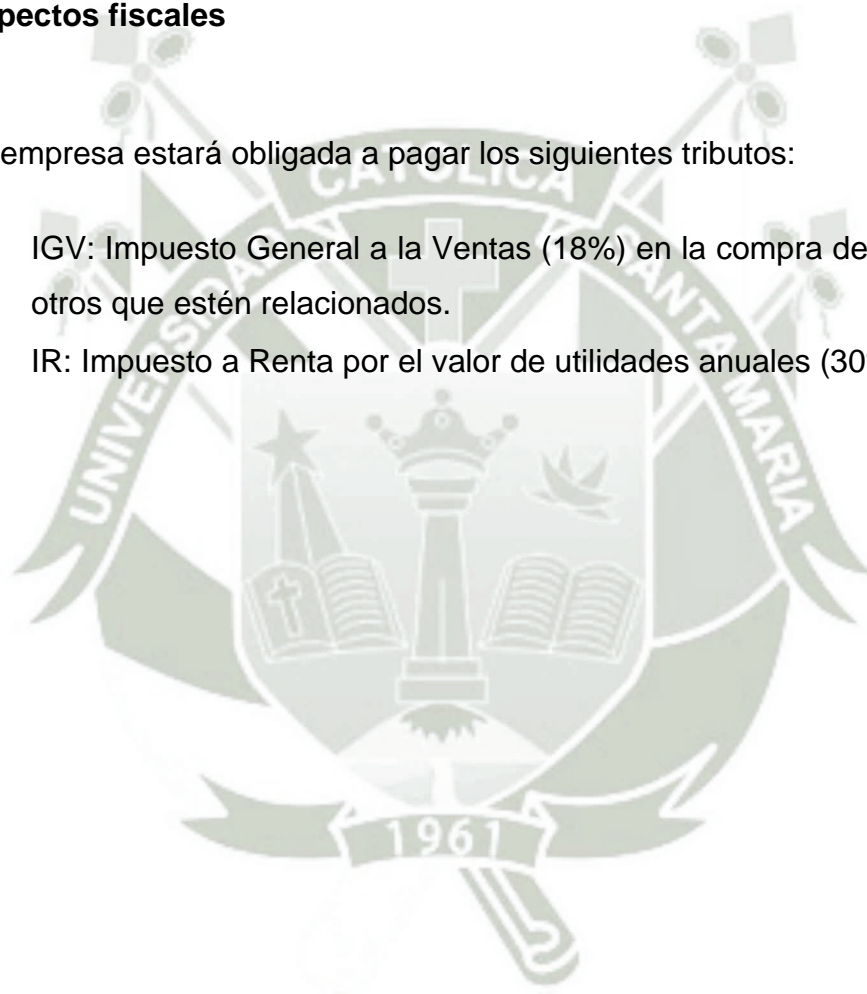 pectos fiscales
empresa estará obligada a pagar los siguientes tributos:
IGV: Impuesto General a la Ventas (18%) en la compra de
otros que estén relacionados.
IR: Impuesto a Renta por el valor de utilidades anuales (30
UNIVERSIDAD CATOLICA SANTA MARIA
1961